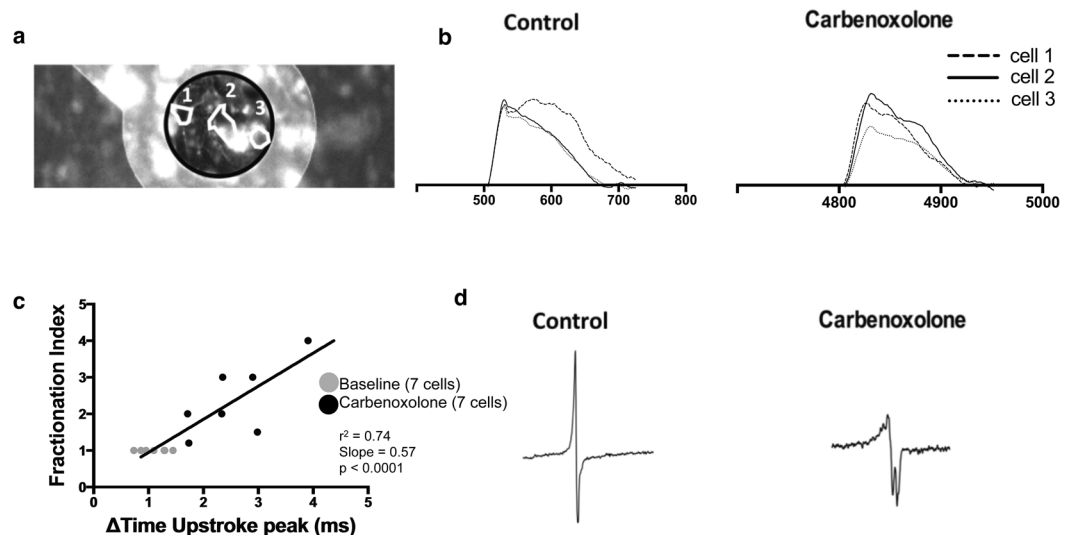 a
1
2
3
b
Control
Carbenoxolone
cell 1
cell 2
cell 3
500
600
700
800
4800
4900
5000
c
Fractionation Index
5
4
3
2
1
0
0
1
2
3
4
5
ΔTime Upstroke peak (ms)
Baseline (7 cells)
Carbenoxolone (7 cells)
r² = 0.74
Slope = 0.57
p < 0.0001
d
Control
Carbenoxolone